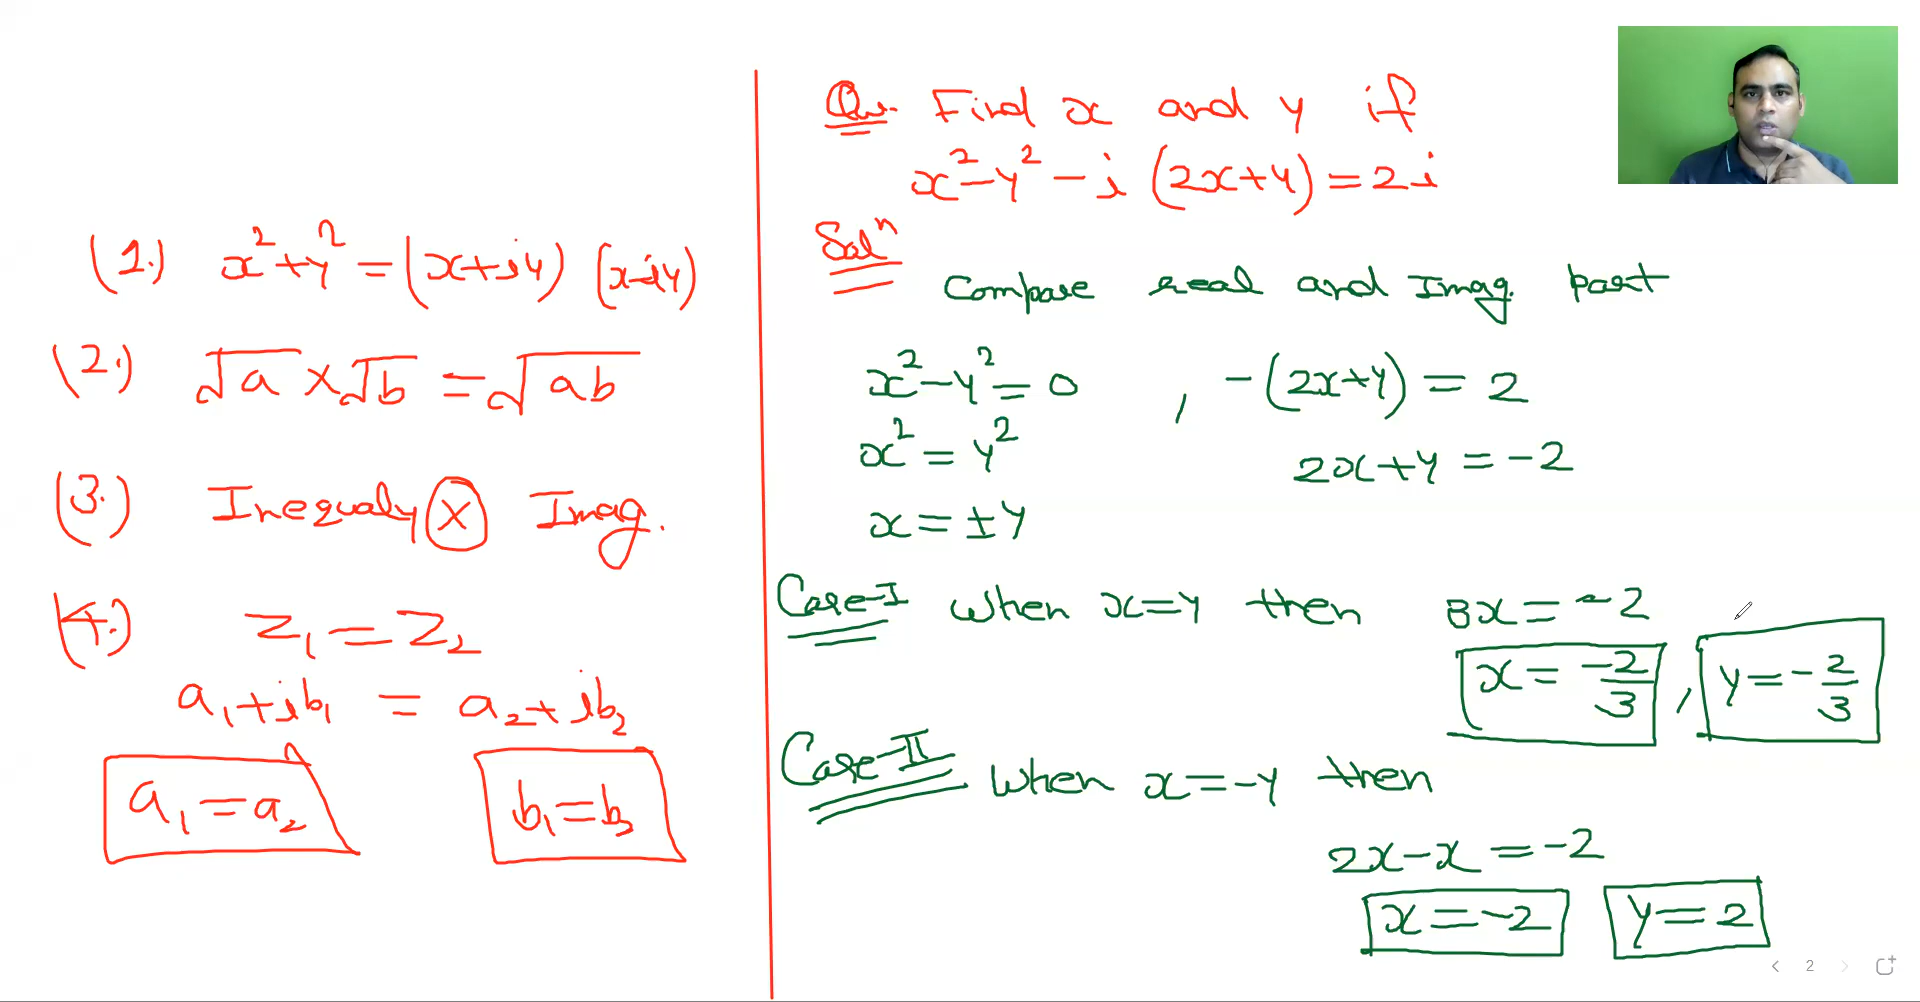 (1.) x² + y² = (x+iy) (x-iy)
(2.) √a × √b = √ab
(3.) Inequaly ⓧ Imag.
(4.) z₁ = z₂
a₁+ib₁ = a₂+ib₂
a₁ = a₂ b₁ = b₂
Qu. Find x and y if
x² - y² - i (2x+y) = 2i
Solⁿ
Compare real and Imag. part
x² - y² = 0 , -(2x+y) = 2
x² = y² 2x+y = -2
x = ±y
Case-I when x=y then 3x = -2
x = -2/3 , y = -2/3
Case-II when x=-y then
2x-x = -2
x = -2 y = 2
2